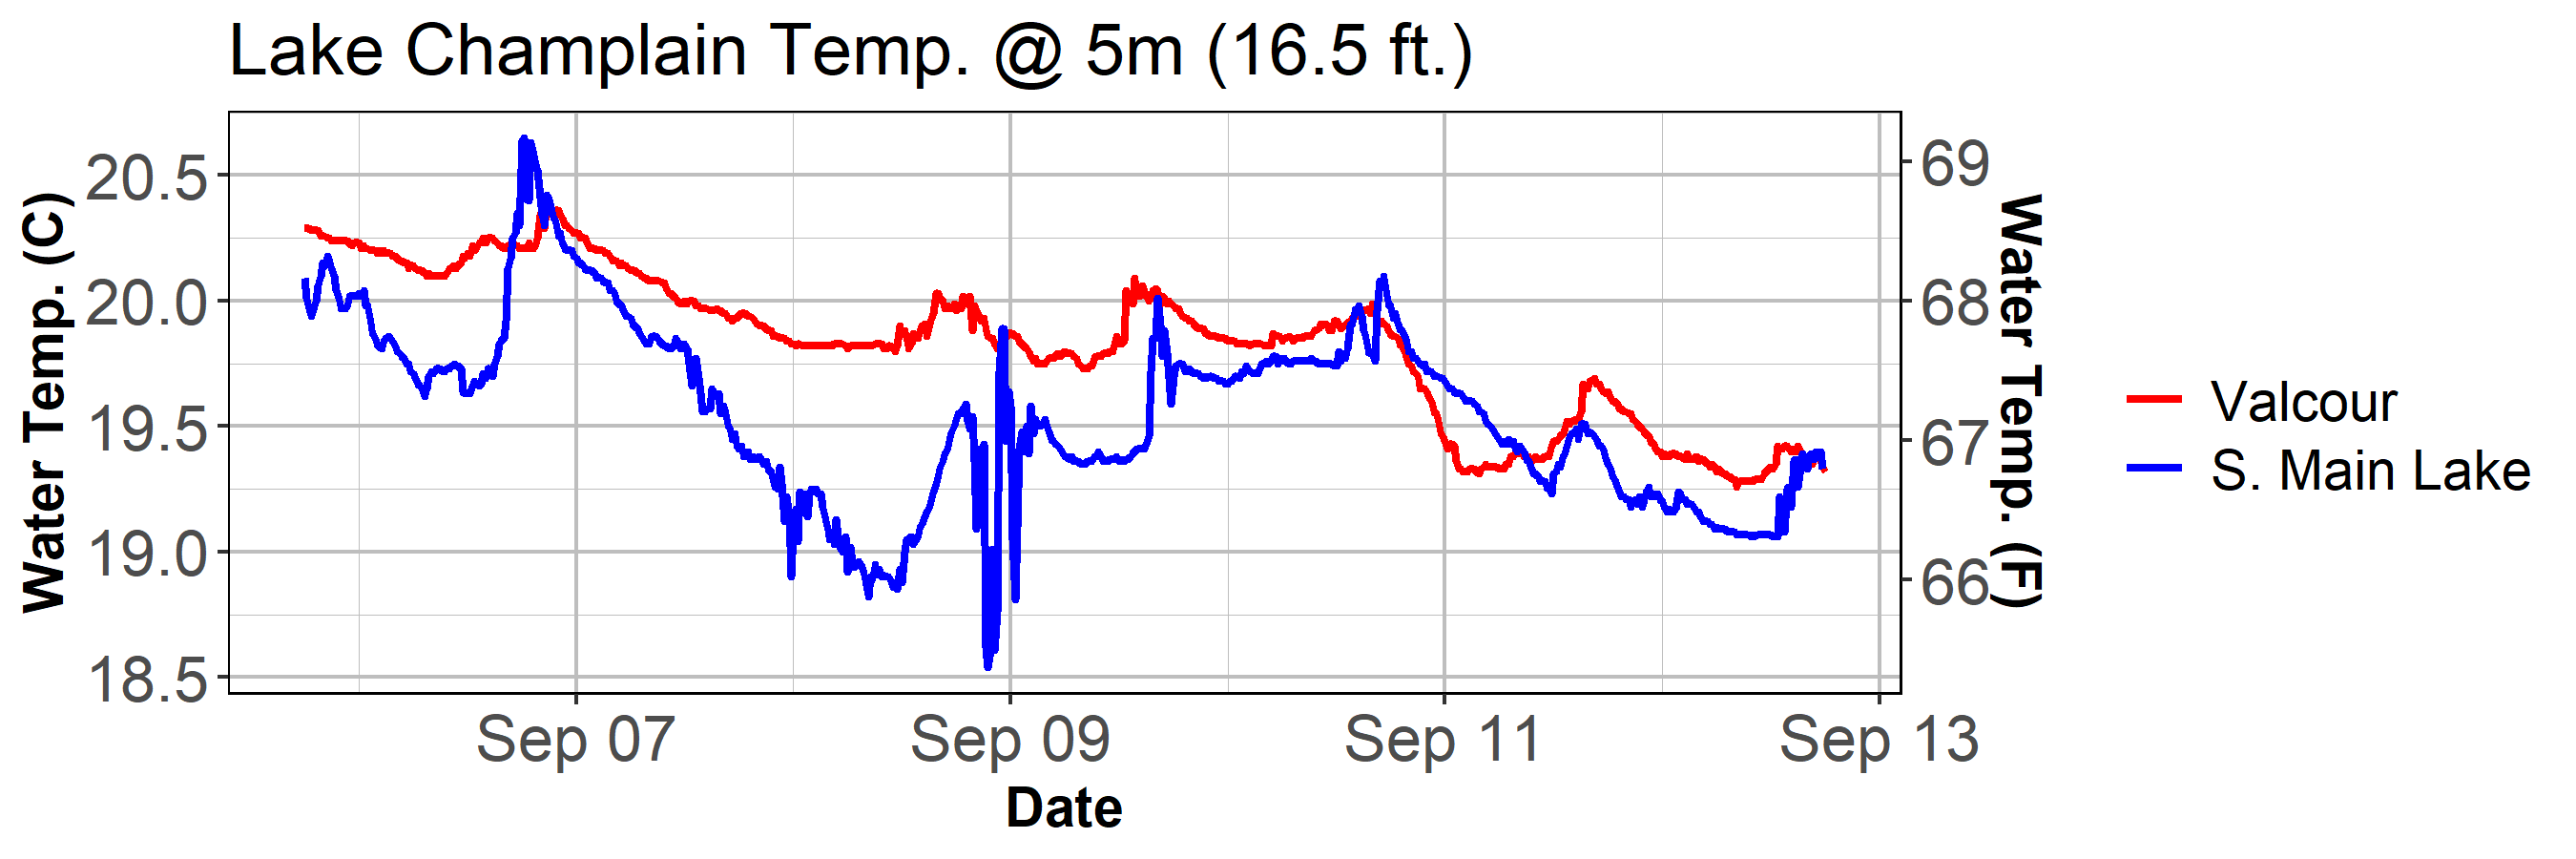 Lake Champlain Temp. @ 5m (16.5 ft.)
Water Temp. (C)
20.5
20.0
19.5
19.0
18.5
69
68
67
66
Water Temp. (F)
Sep 07
Sep 09
Sep 11
Sep 13
Date
Valcour
S. Main Lake